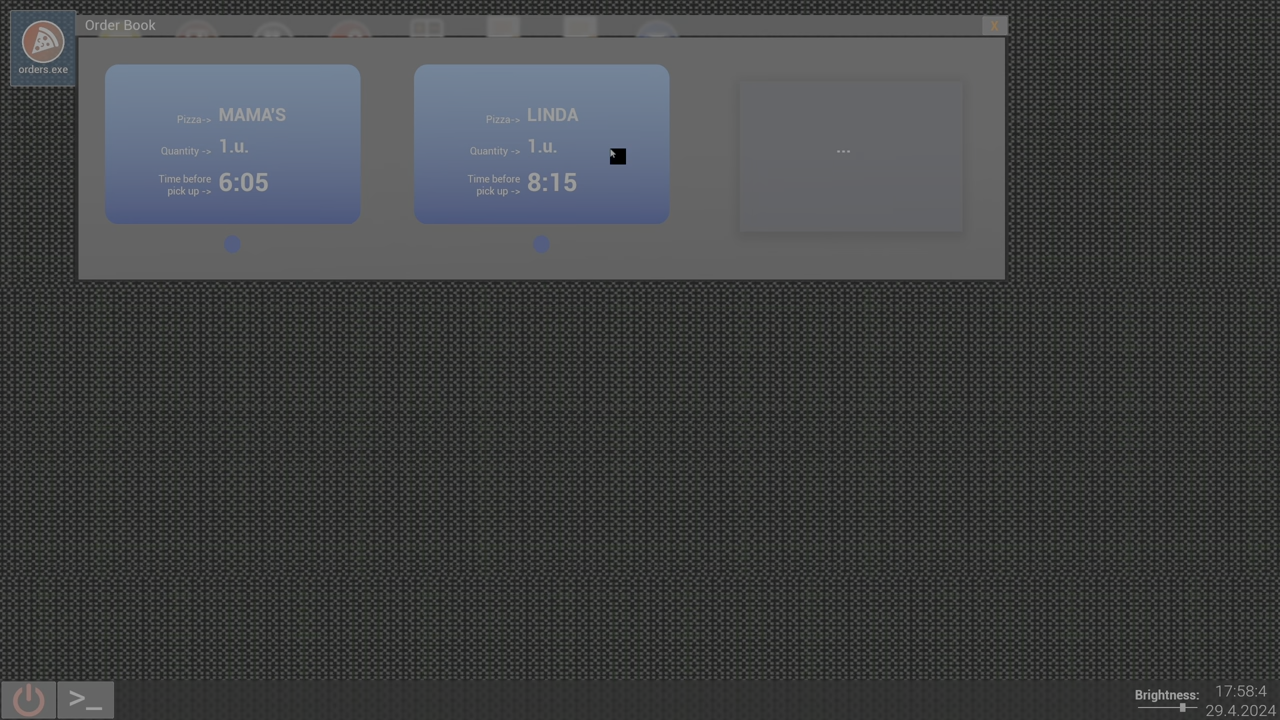 Order Book
X
orders.exe
Pizza-> MAMA'S
Quantity -> 1.u.
Time before
pick up -> 6:05
Pizza-> LINDA
Quantity -> 1.u.
Time before
pick up -> 8:15
...
>_
Brightness:
17:58:4
29.4.2024